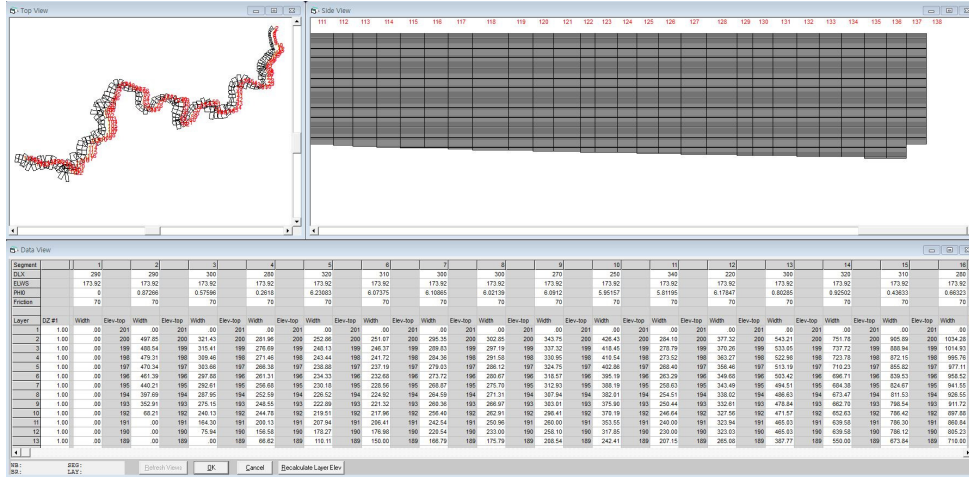 Top View
Side View
111 112 113 114 115 116 117 118 119 120 121 122 123 124 125 126 127 128 129 130 131 132 133 134 135 136 137 138
Data View
Segment 1 2 3 4 5 6 7 8 9 10 11 12 13 14 15 16
DLX 290 290 300 280 320 310 300 300 270 250 340 220 300 320 310 280
ELWS 173.92 173.92 173.92 173.92 173.92 173.92 173.92 173.92 173.92 173.92 173.92 173.92 173.92 173.92 173.92 173.92
PHI0 0 0.87266 0.57596 0.2618 6.23083 6.07375 6.10865 6.02139 6.0912 5.95157 5.81195 6.17847 0.80285 0.92502 0.43633 0.66323
Friction 70 70 70 70 70 70 70 70 70 70 70 70 70 70 70 70
Layer DZ #1 Width Elev-top Width Elev-top Width Elev-top Width Elev-top Width Elev-top Width Elev-top Width Elev-top Width Elev-top Width Elev-top Width Elev-top Width Elev-top Width Elev-top Width Elev-top Width Elev-top Width Elev-top Width
1 1.00 .00 201 .00 201 .00 201 .00 201 .00 201 .00 201 .00 201 .00 201 .00 201 .00 201 .00 201 .00 201 .00 201 .00 201 .00 201 .00
2 1.00 .00 200 497.85 200 321.43 200 281.96 200 252.86 200 251.07 200 295.35 200 302.85 200 343.75 200 426.43 200 284.10 200 377.32 200 543.21 200 751.78 200 905.89 200 1034.28
3 1.00 .00 199 488.54 199 315.41 199 276.69 199 248.13 199 246.37 199 289.83 199 297.19 199 337.32 199 418.45 199 278.79 199 370.26 199 533.05 199 737.72 199 888.94 199 1014.93
4 1.00 .00 198 479.31 198 309.46 198 271.46 198 243.44 198 241.72 198 284.36 198 291.58 198 330.95 198 410.54 198 273.52 198 363.27 198 522.98 198 723.78 198 872.15 198 995.76
5 1.00 .00 197 470.34 197 303.66 197 266.38 197 238.88 197 237.19 197 279.03 197 286.12 197 324.75 197 402.86 197 268.40 197 356.46 197 513.19 197 710.23 197 855.82 197 977.11
6 1.00 .00 196 461.39 196 297.88 196 261.31 196 234.33 196 232.68 196 273.72 196 280.67 196 318.57 196 395.19 196 263.29 196 349.68 196 503.42 196 696.71 196 839.53 196 958.52
7 1.00 .00 195 440.21 195 292.61 195 256.68 195 230.18 195 228.56 195 268.87 195 275.70 195 312.93 195 388.19 195 258.63 195 343.49 195 494.51 195 684.38 195 824.67 195 941.55
8 1.00 .00 194 397.69 194 287.95 194 252.59 194 226.52 194 224.92 194 264.59 194 271.31 194 307.94 194 382.01 194 254.51 194 338.02 194 486.63 194 673.47 194 811.53 194 926.55
9 1.00 .00 193 352.91 193 275.15 193 248.55 193 222.89 193 221.32 193 260.36 193 266.97 193 303.01 193 375.90 193 250.44 193 332.61 193 478.84 193 662.70 193 798.54 193 911.72
10 1.00 .00 192 68.21 192 240.13 192 244.78 192 219.51 192 217.96 192 256.40 192 262.91 192 298.41 192 370.19 192 246.64 192 327.56 192 471.57 192 652.63 192 786.42 192 897.88
11 1.00 .00 191 .00 191 164.30 191 200.13 191 207.94 191 206.41 191 242.54 191 250.96 191 260.00 191 353.55 191 240.00 191 323.94 191 465.03 191 639.58 191 786.30 191 860.84
12 1.00 .00 190 .00 190 75.94 190 156.58 190 178.27 190 176.98 190 228.54 190 233.00 190 258.10 190 317.85 190 230.00 190 323.03 190 465.03 190 639.58 190 786.12 190 805.23
13 1.00 .00 189 .00 189 .00 189 66.62 189 110.11 189 150.00 189 166.79 189 175.79 189 208.54 189 242.41 189 207.15 189 265.08 189 387.77 189 550.00 189 673.84 189 710.00
WB: SEG:
BR: LAY:
Refresh Views OK Cancel Recalculate Layer Elev